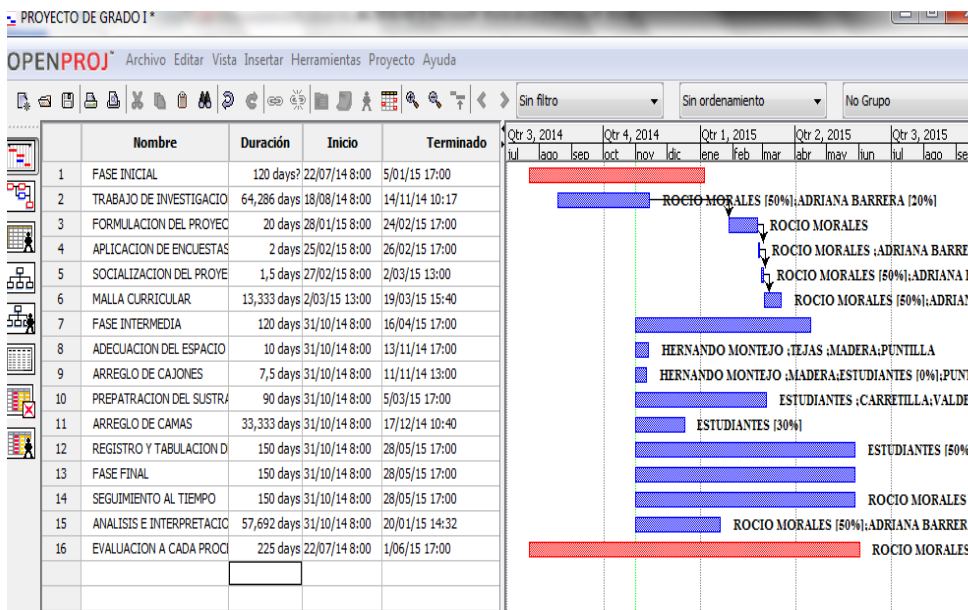 PROYECTO DE GRADO I *
OPENPROJ™ Archivo Editar Vista Insertar Herramientas Proyecto Ayuda
Sin filtro Sin ordenamiento No Grupo
Nombre Duración Inicio Terminado Qtr 3, 2014 Qtr 4, 2014 Qtr 1, 2015 Qtr 2, 2015 Qtr 3, 2015
jul ago sep oct nov dic ene feb mar abr may jun jul ago se
1 FASE INICIAL 120 days? 22/07/14 8:00 5/01/15 17:00
2 TRABAJO DE INVESTIGACIO 64,286 days 18/08/14 8:00 14/11/14 10:17 ROCIO MORALES [50%];ADRIANA BARRERA [20%]
3 FORMULACION DEL PROYEC 20 days 28/01/15 8:00 24/02/15 17:00 ROCIO MORALES
4 APLICACION DE ENCUESTAS 2 days 25/02/15 8:00 26/02/15 17:00 ROCIO MORALES ;ADRIANA BARRE
5 SOCIALIZACION DEL PROYE 1,5 days 27/02/15 8:00 2/03/15 13:00 ROCIO MORALES [50%];ADRIANA
6 MALLA CURRICULAR 13,333 days 2/03/15 13:00 19/03/15 15:40 ROCIO MORALES [50%];ADRIAN
7 FASE INTERMEDIA 120 days 31/10/14 8:00 16/04/15 17:00
8 ADECUACION DEL ESPACIO 10 days 31/10/14 8:00 13/11/14 17:00 HERNANDO MONTEJO ;TEJAS ;MADERA;PUNTILLA
9 ARREGLO DE CAJONES 7,5 days 31/10/14 8:00 11/11/14 13:00 HERNANDO MONTEJO ;MADERA;ESTUDIANTES [0%];PUNT
10 PREPATRACION DEL SUSTRA 90 days 31/10/14 8:00 5/03/15 17:00 ESTUDIANTES ;CARRETILLA;VALDE
11 ARREGLO DE CAMAS 33,333 days 31/10/14 8:00 17/12/14 10:40 ESTUDIANTES [30%]
12 REGISTRO Y TABULACION D 150 days 31/10/14 8:00 28/05/15 17:00 ESTUDIANTES [50%
13 FASE FINAL 150 days 31/10/14 8:00 28/05/15 17:00
14 SEGUIMIENTO AL TIEMPO 150 days 31/10/14 8:00 28/05/15 17:00 ROCIO MORALES
15 ANALISIS E INTERPRETACIO 57,692 days 31/10/14 8:00 20/01/15 14:32 ROCIO MORALES [50%];ADRIANA BARRER
16 EVALUACION A CADA PROCI 225 days 22/07/14 8:00 1/06/15 17:00 ROCIO MORALES